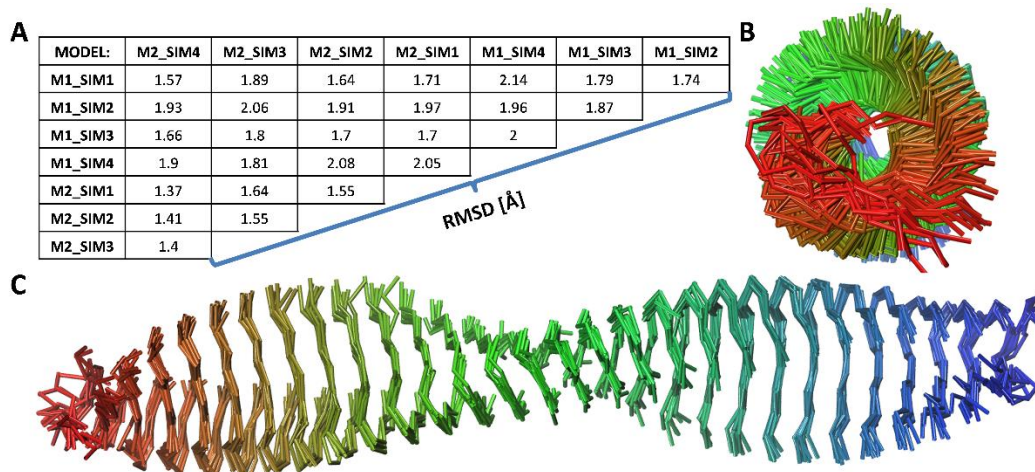 A
MODEL: M2_SIM4 M2_SIM3 M2_SIM2 M2_SIM1 M1_SIM4 M1_SIM3 M1_SIM2
M1_SIM1 1.57 1.89 1.64 1.71 2.14 1.79 1.74
M1_SIM2 1.93 2.06 1.91 1.97 1.96 1.87
M1_SIM3 1.66 1.8 1.7 1.7 2
M1_SIM4 1.9 1.81 2.08 2.05
M2_SIM1 1.37 1.64 1.55
M2_SIM2 1.41 1.55
M2_SIM3 1.4
RMSD [Å]
B
C